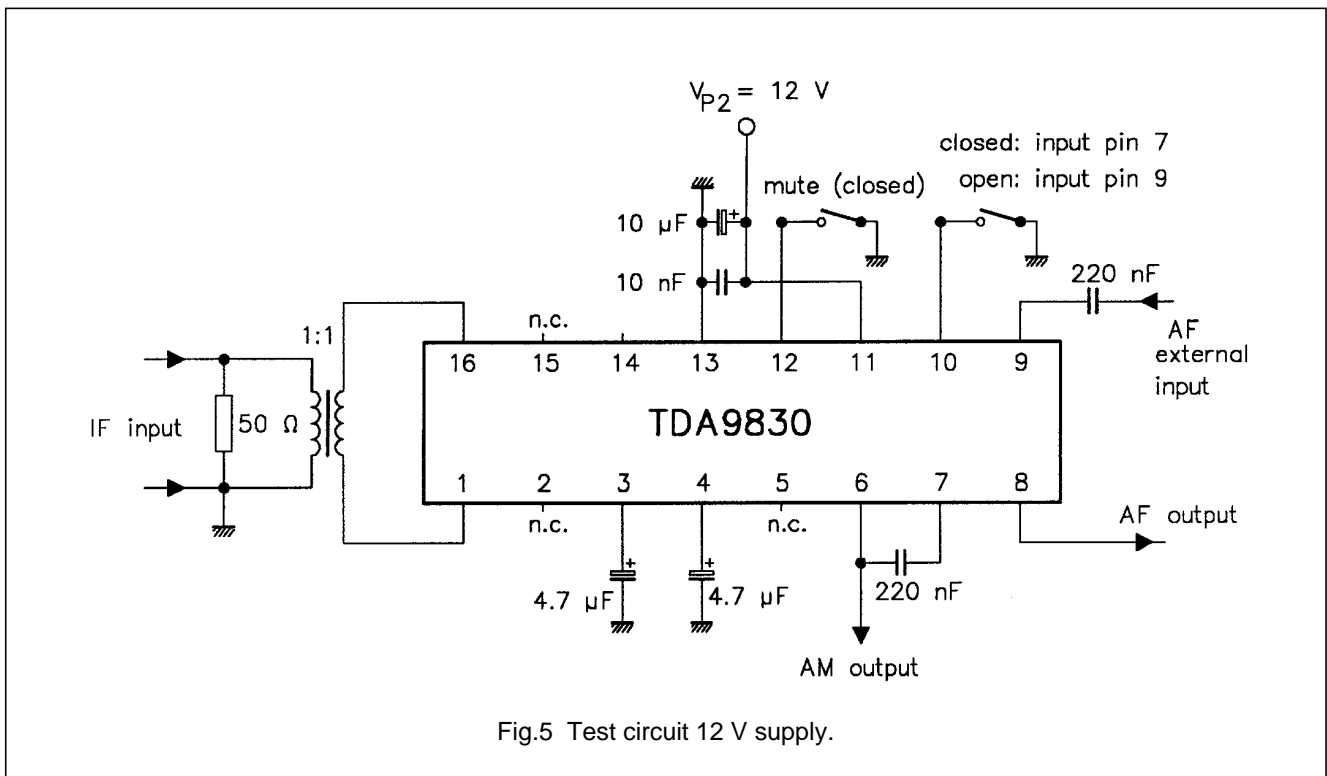 V_P2 = 12 V
closed: input pin 7
mute (closed)
open: input pin 9
10 µF
+
10 nF
220 nF
AF
external
input
1:1
n.c.
16 15 14 13 12 11 10 9
IF input
50 Ω
TDA9830
1 2 3 4 5 6 7 8
n.c.
n.c.
AF output
+
+
4.7 µF
4.7 µF
220 nF
AM output
Fig.5 Test circuit 12 V supply.